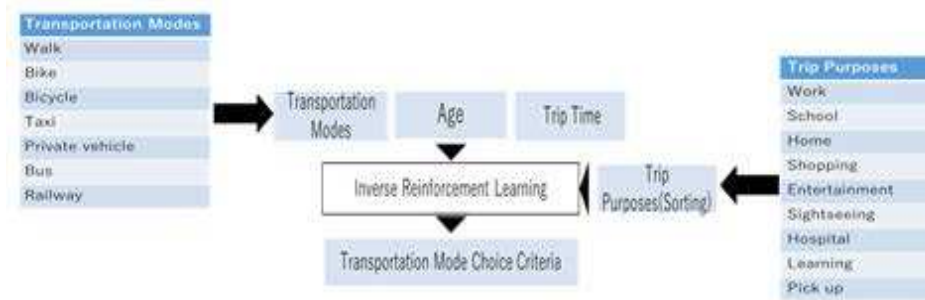 Transportation Modes
Walk
Bike
Bicycle
Taxi
Private vehicle
Bus
Railway
Transportation
Modes
Age
Trip Time
Inverse Reinforcement Learning
Trip
Purposes(Sorting)
Transportation Mode Choice Criteria
Trip Purposes
Work
School
Home
Shopping
Entertainment
Sightseeing
Hospital
Learning
Pick up